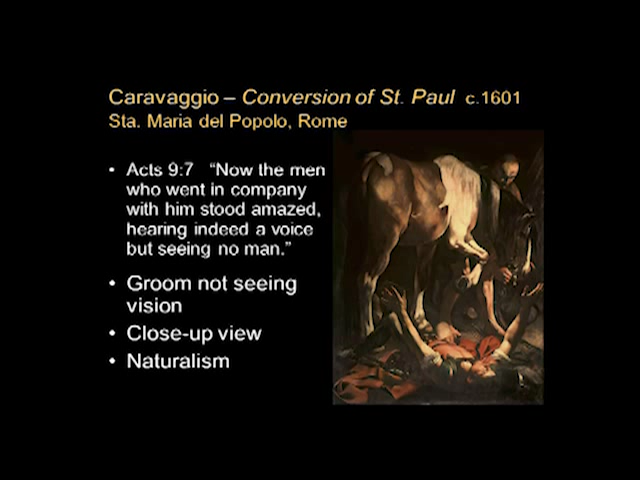 Caravaggio – Conversion of St. Paul c.1601
Sta. Maria del Popolo, Rome
• Acts 9:7 “Now the men
who went in company
with him stood amazed,
hearing indeed a voice
but seeing no man.”
• Groom not seeing
vision
• Close-up view
• Naturalism